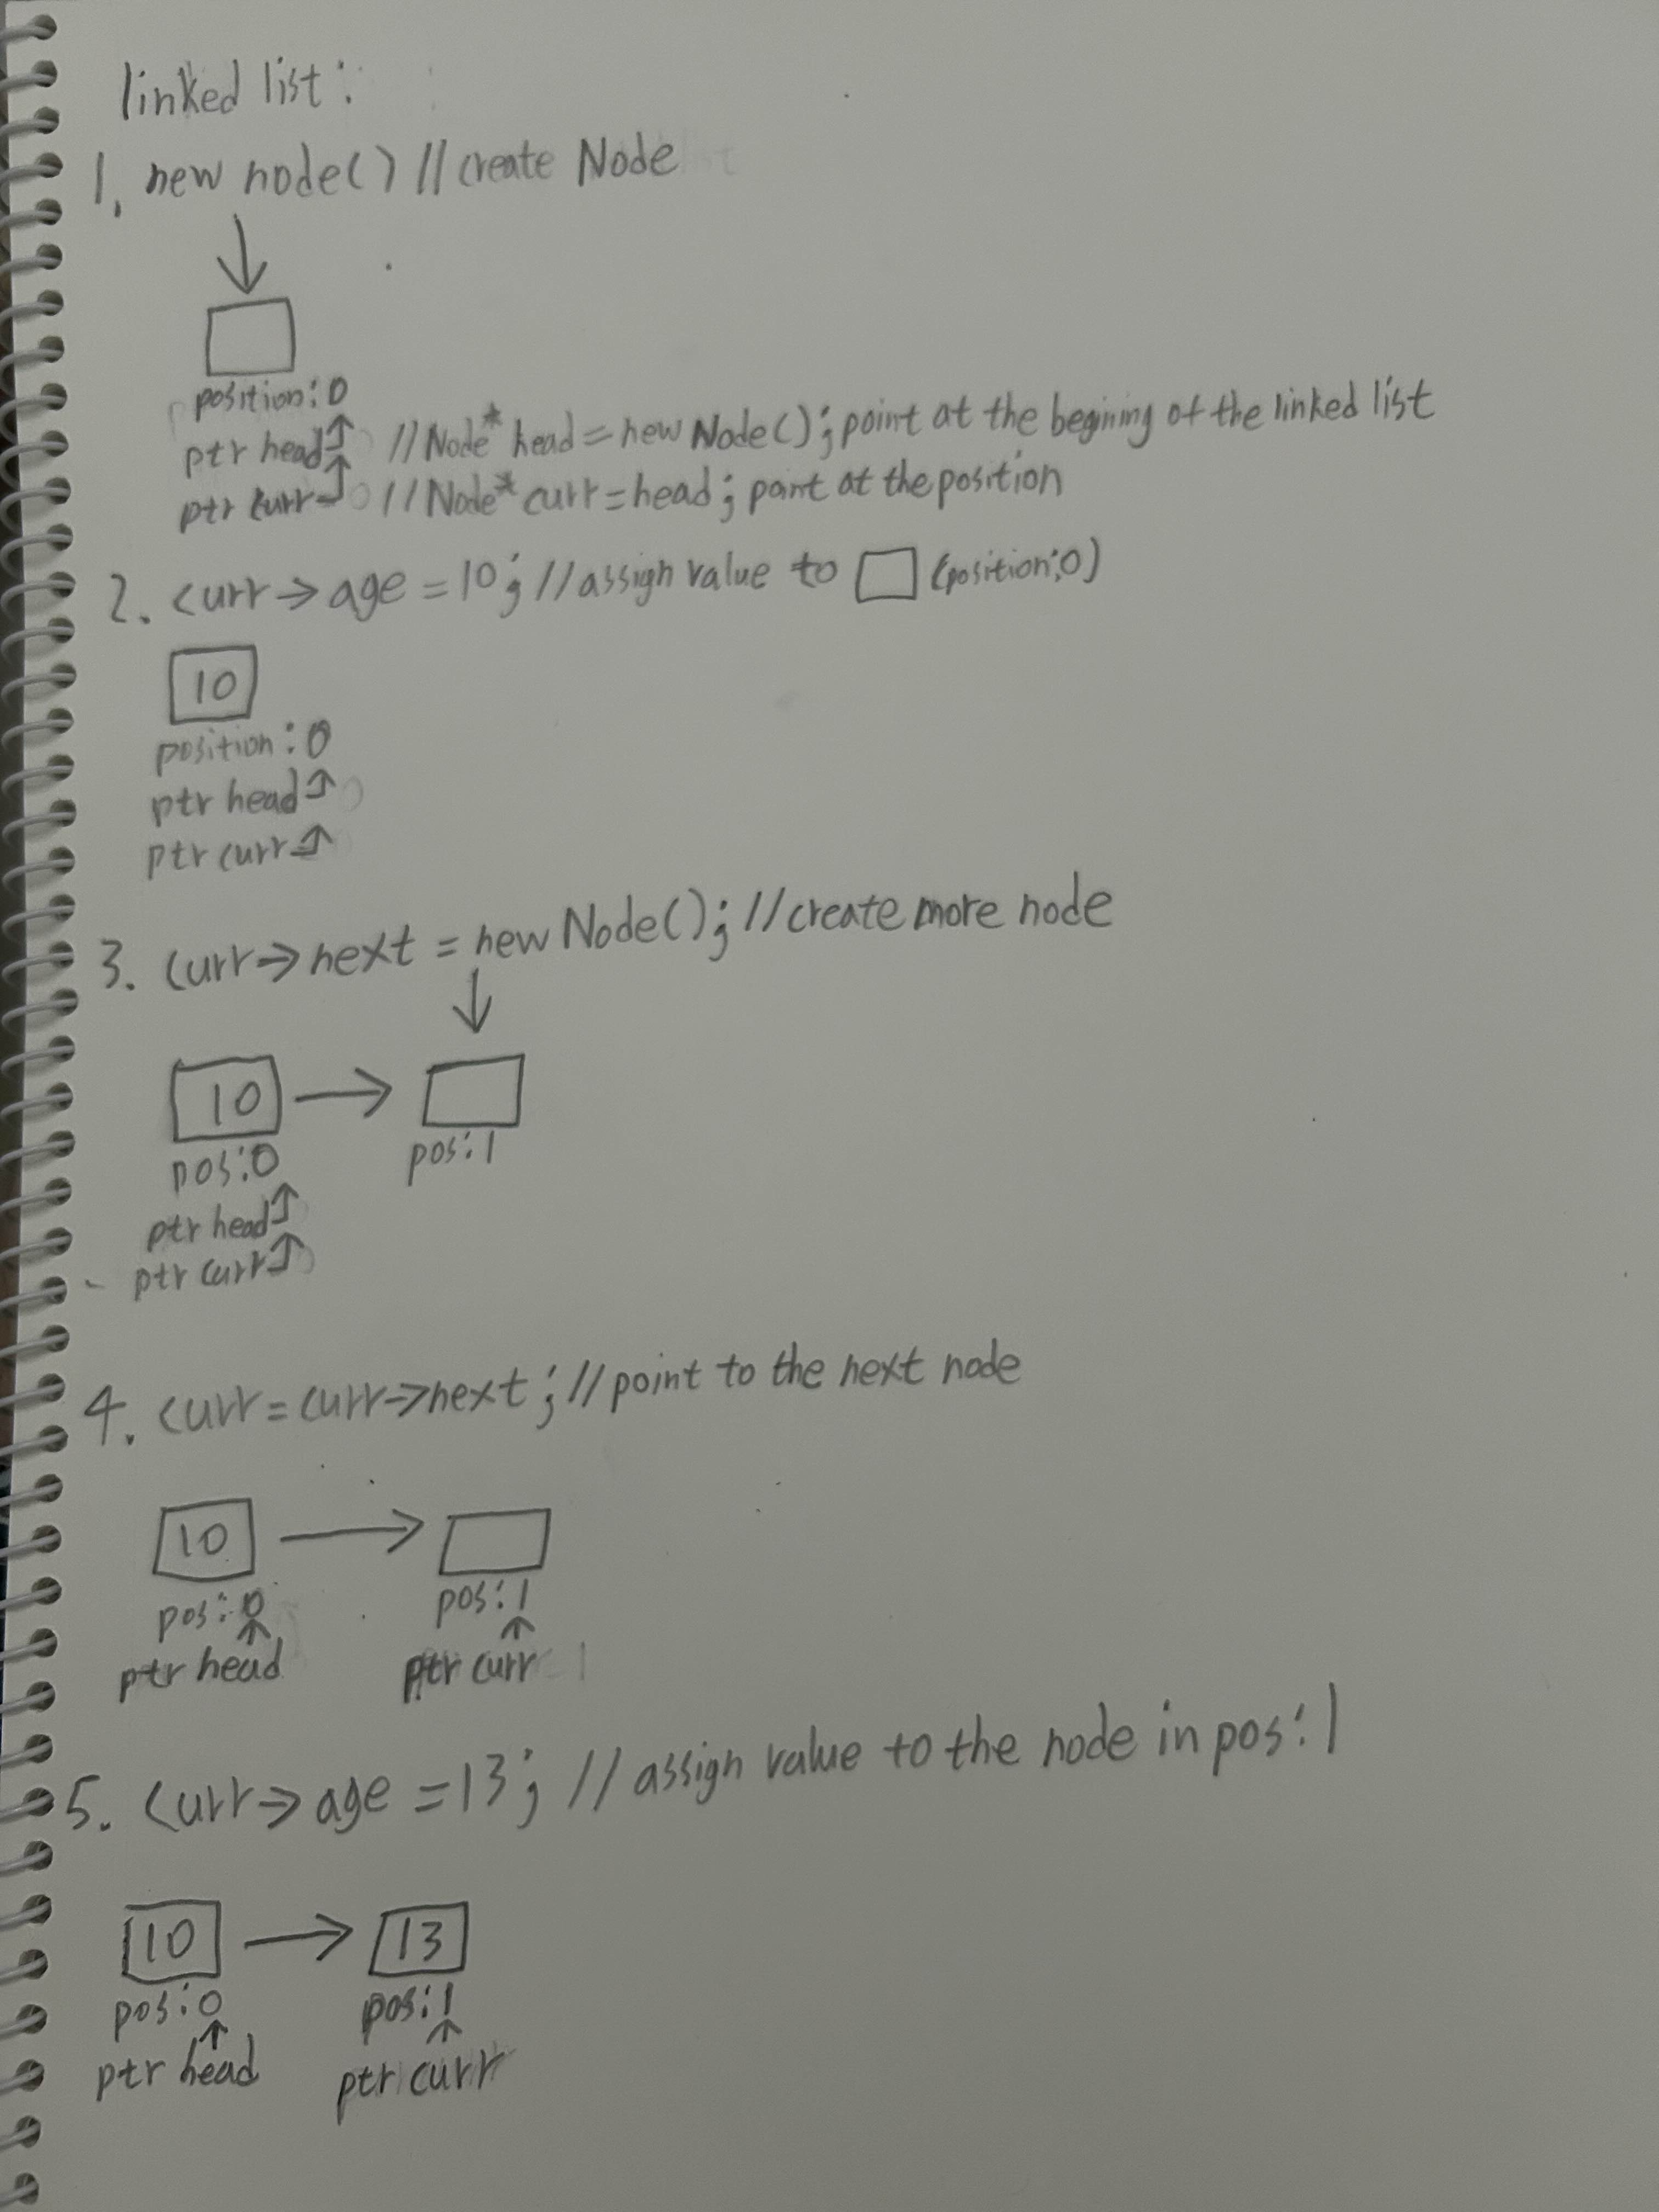 linked list:
1, new node() // create Node
position: 0
ptr head // Node* head = new Node(); point at the begining of the linked list
ptr curr // Node* curr = head; point at the position
2. curr → age = 10; // assign value to (position:0)
10
position: 0
ptr head
ptr curr
3. curr → next = new Node(); // create more node
10
pos:0 pos:1
ptr head
ptr curr
4. curr = curr → next; // point to the next node
10
pos:0 pos:1
ptr head ptr curr
5. curr → age = 13; // assign value to the node in pos:1
10 13
pos:0 pos:1
ptr head ptr curr